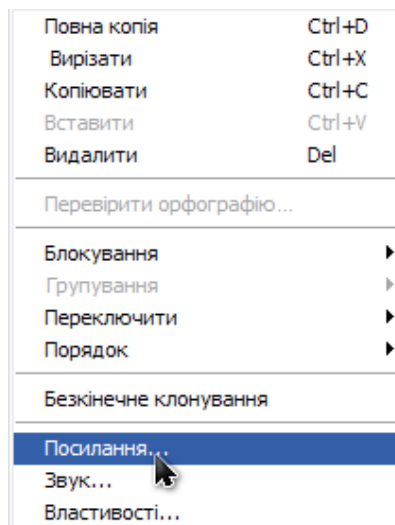 Повна копія Ctrl+D
Вирізати Ctrl+X
Копіювати Ctrl+C
Вставити Ctrl+V
Видалити Del
Перевірити орфографію...
Блокування
Групування
Переключити
Порядок
Безкінечне клонування
Посилання...
Звук...
Властивості...